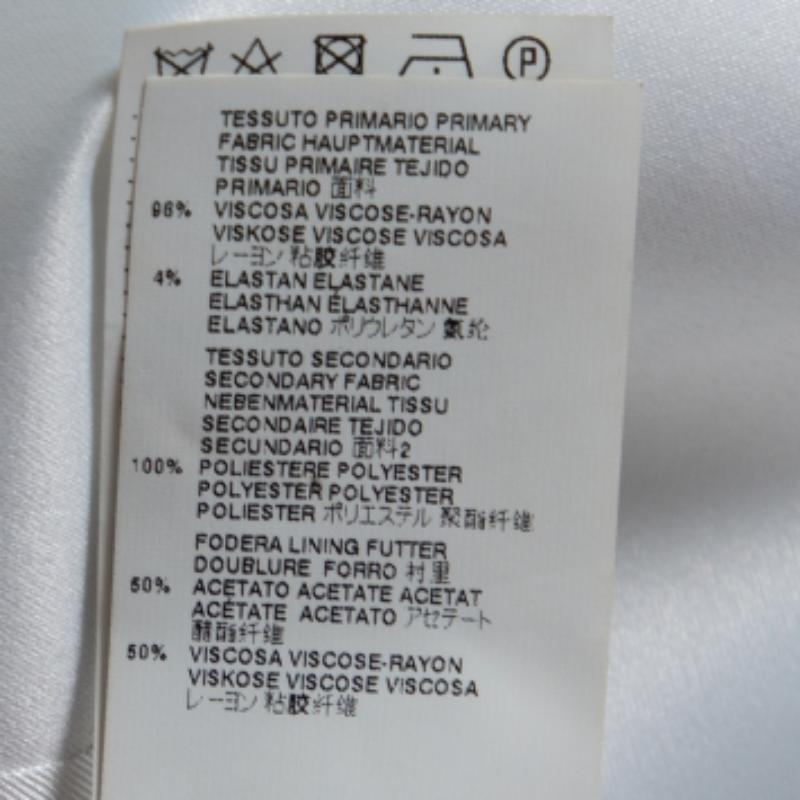 P
TESSUTO PRIMARIO PRIMARY
FABRIC HAUPTMATERIAL
TISSU PRIMAIRE TEJIDO
PRIMARIO 面料
96% VISCOSA VISCOSE-RAYON
VISKOSE VISCOSE VISCOSA
レーヨン 粘胶纤维
4% ELASTAN ELASTANE
ELASTHAN ÉLASTHANNE
ELASTANO ポリウレタン 氨纶
TESSUTO SECONDARIO
SECONDARY FABRIC
NEBENMATERIAL TISSU
SECONDAIRE TEJIDO
SECUNDARIO 面料2
100% POLIESTERE POLYESTER
POLYESTER POLYESTER
POLIESTER ポリエステル 聚酯纤维
FODERA LINING FUTTER
DOUBLURE FORRO 村里
50% ACETATO ACETATE ACETAT
ACÉTATE ACETATO アセテート
醋酯纤维
50% VISCOSA VISCOSE-RAYON
VISKOSE VISCOSE VISCOSA
レーヨン 粘胶纤维